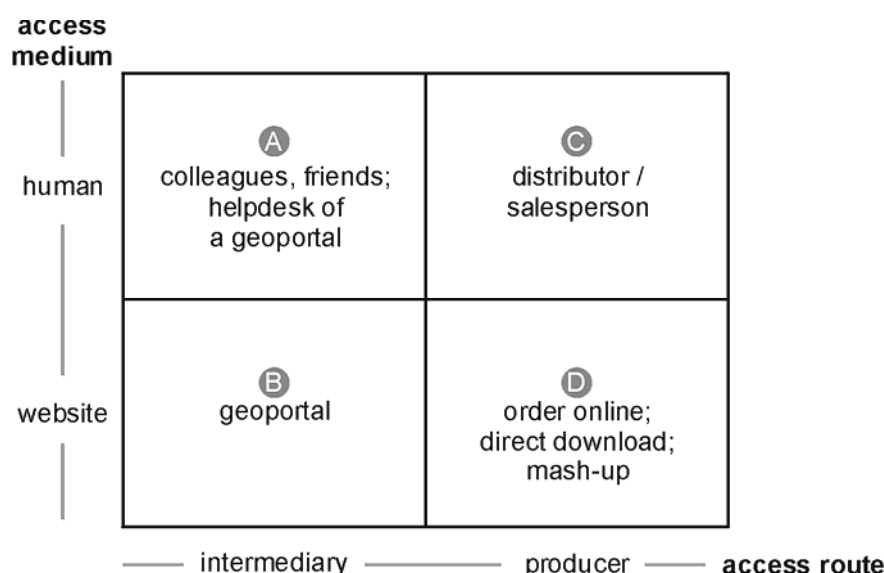 access
medium
A
colleagues, friends;
helpdesk of
a geoportal
C
distributor /
salesperson
human
B
geoportal
D
order online;
direct download;
mash-up
website
intermediary
producer
access route